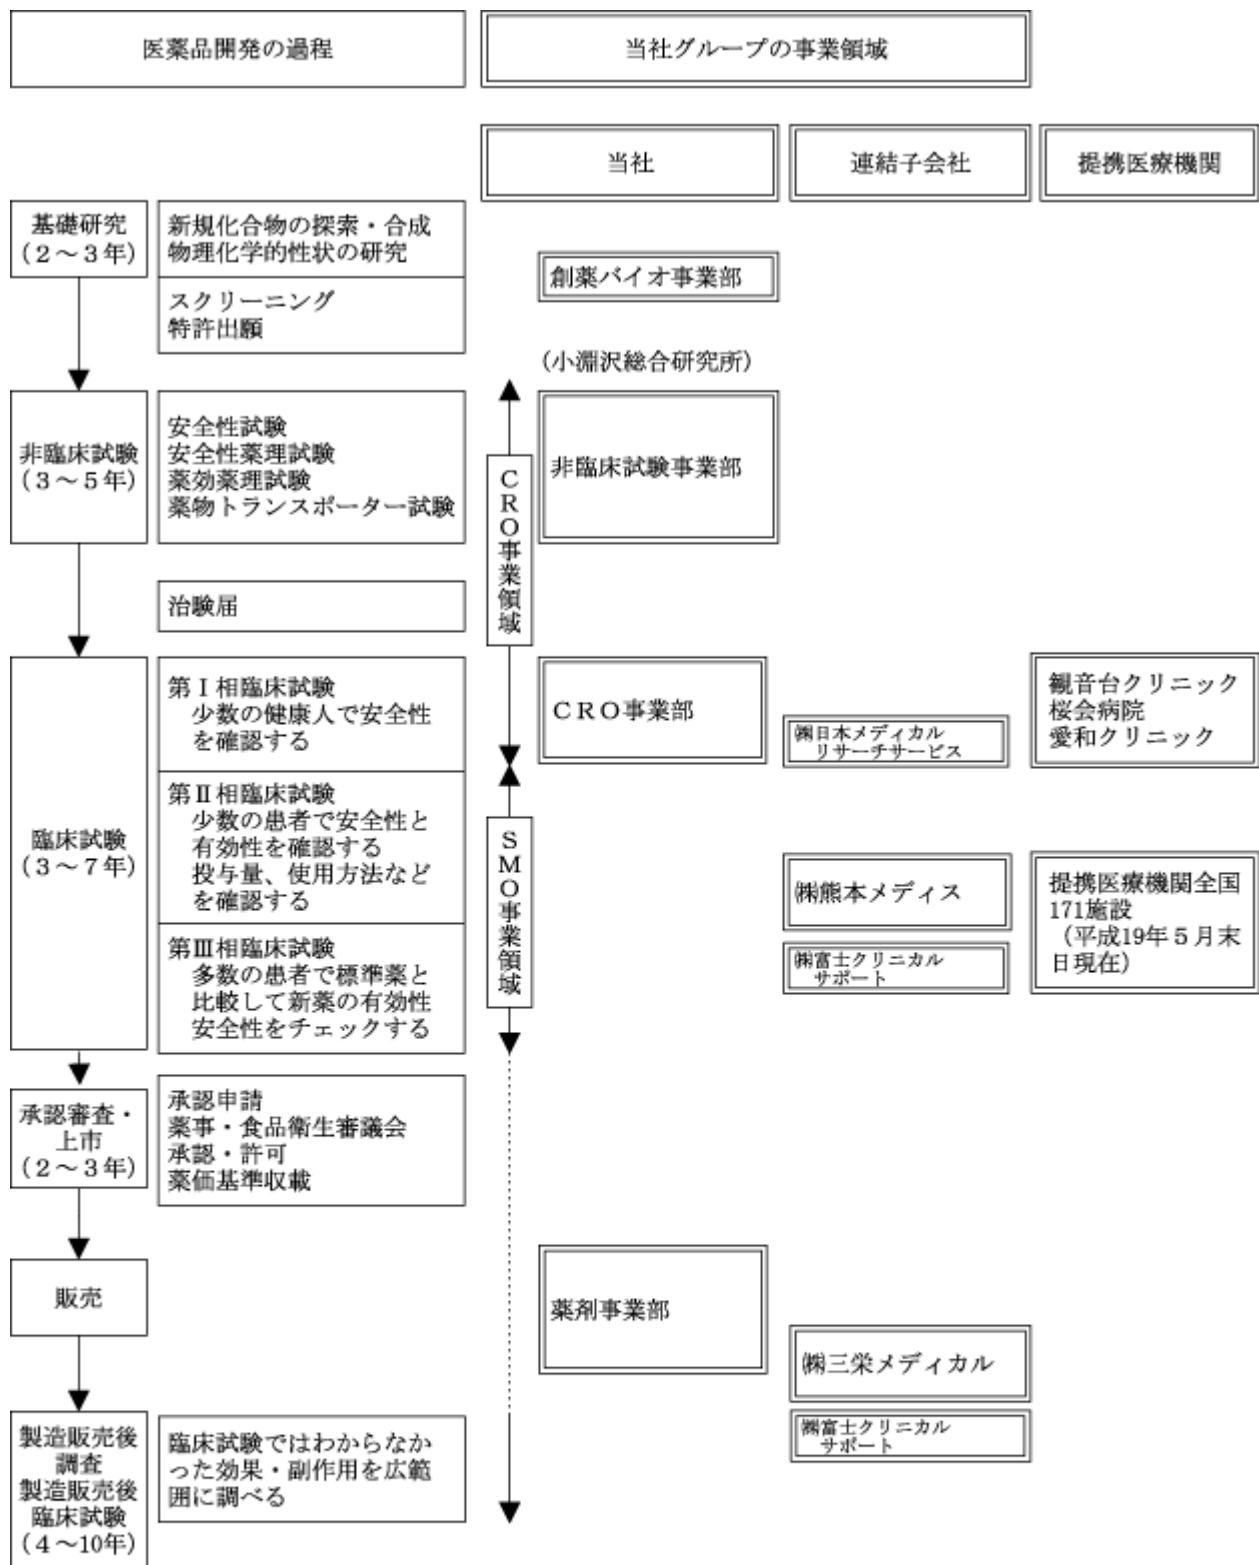 医薬品開発の過程
当社グループの事業領域
当社
連結子会社
提携医療機関
基礎研究
(２～３年)
新規化合物の探索・合成
物理化学的性状の研究
スクリーニング
特許出願
創薬バイオ事業部
(小淵沢総合研究所)
非臨床試験
(３～５年)
安全性試験
安全性薬理試験
薬効薬理試験
薬物トランスポーター試験
ＣＲＯ事業領域
非臨床試験事業部
治験届
臨床試験
(３～７年)
第Ⅰ相臨床試験
少数の健康人で安全性
を確認する
第Ⅱ相臨床試験
少数の患者で安全性と
有効性を確認する
投与量、使用方法など
を確認する
第Ⅲ相臨床試験
多数の患者で標準薬と
比較して新薬の有効性
安全性をチェックする
ＣＲＯ事業部
㈱日本メディカル
リサーチサービス
観音台クリニック
桜会病院
愛和クリニック
ＳＭＯ事業領域
㈱熊本メディス
㈱富士クリニカル
サポート
提携医療機関全国
171施設
（平成19年５月末
日現在）
承認審査・
上市
(２～３年)
承認申請
薬事・食品衛生審議会
承認・許可
薬価基準収載
販売
薬剤事業部
㈱三栄メディカル
㈱富士クリニカル
サポート
製造販売後
調査
製造販売後
臨床試験
(４～10年)
臨床試験ではわからなか
った効果・副作用を広範
囲に調べる